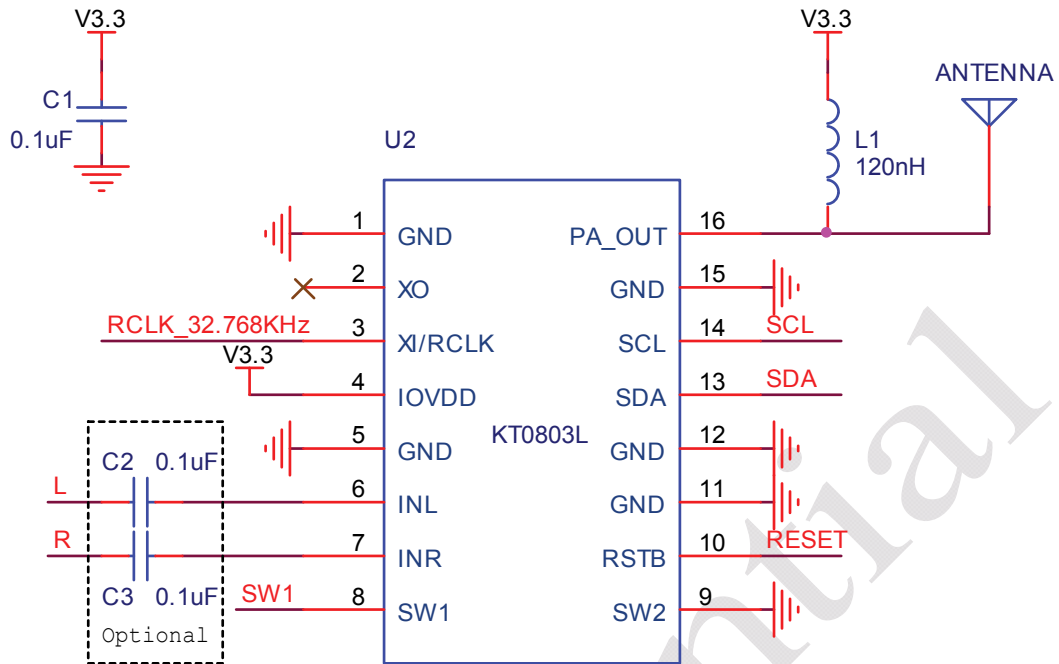 V3.3
V3.3
ANTENNA
C1
0.1uF
U2
L1
120nH
1
GND
PA_OUT
16
2
XO
GND
15
RCLK_32.768KHz
3
XI/RCLK
SCL
14
SCL
V3.3
4
IOVDD
SDA
13
SDA
5
GND
KT0803L
GND
12
C2
0.1uF
L
6
INL
GND
11
R
7
INR
RSTB
10
RESET
C3
0.1uF
SW1
8
SW1
SW2
9
Optional
ntial